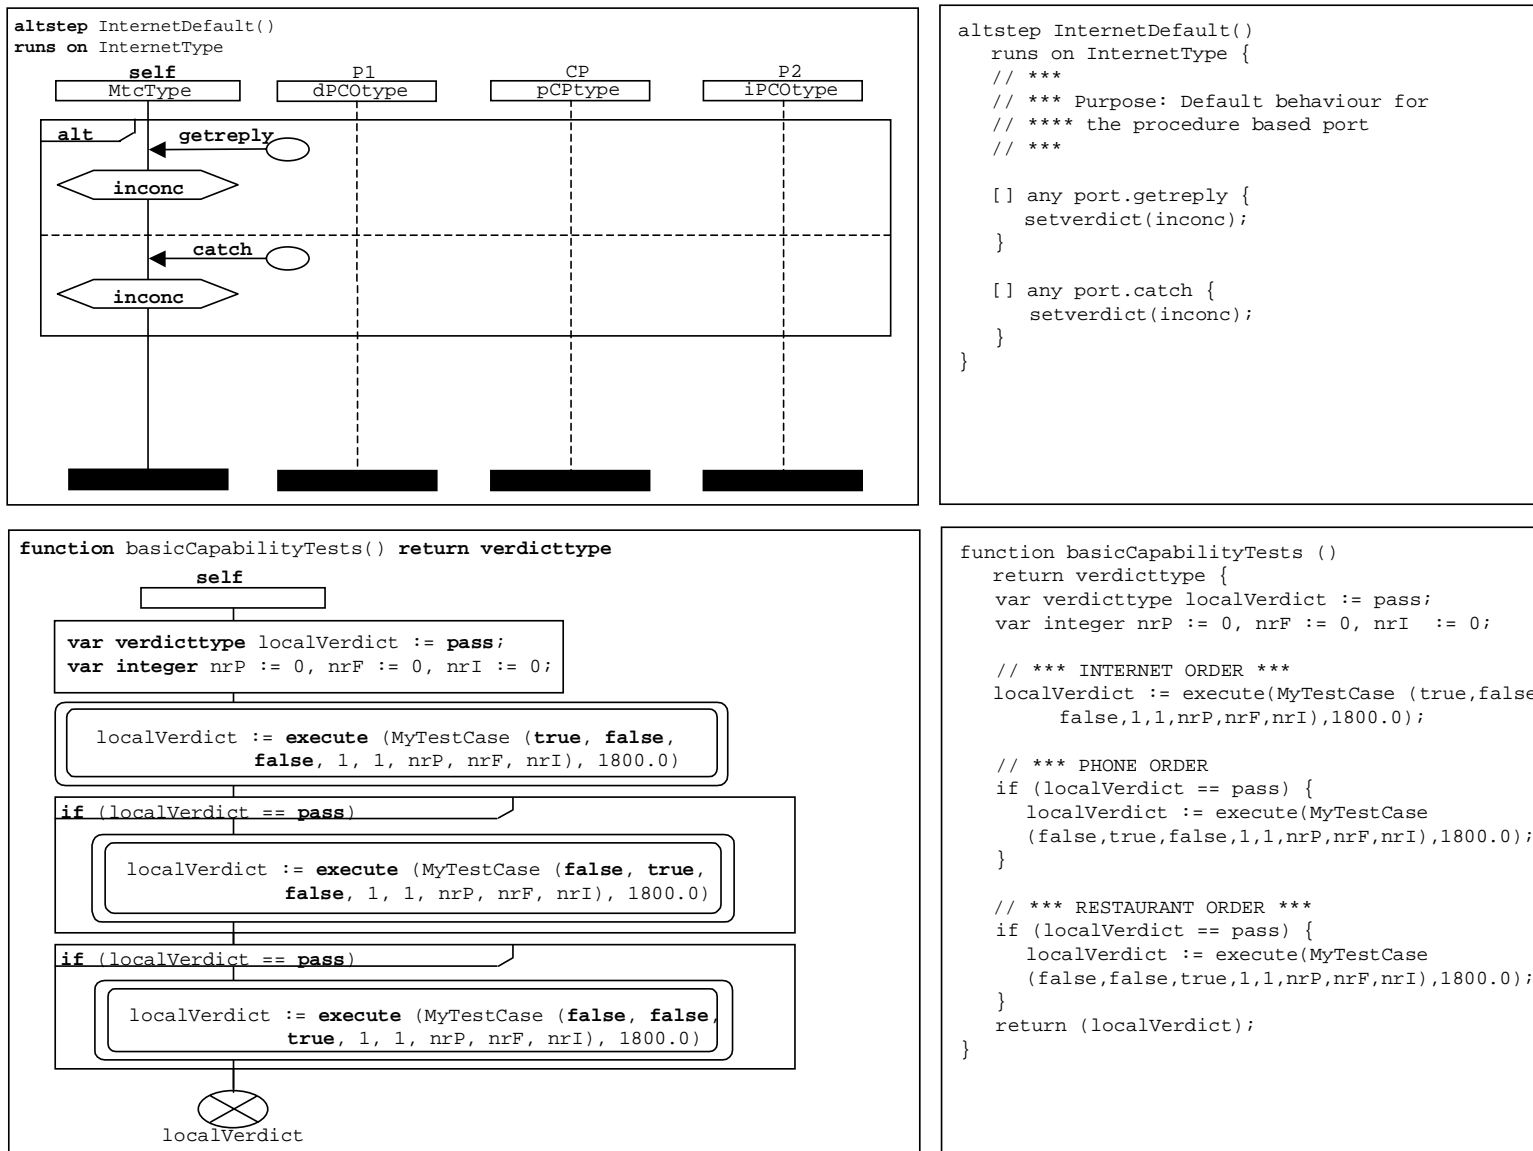 altstep InternetDefault()
runs on InternetType
self P1 CP P2
MtcType dPCOtype pCPtype iPCOtype
alt
getreply
inconc
catch
inconc
altstep InternetDefault()
runs on InternetType {
// ***
// *** Purpose: Default behaviour for
// **** the procedure based port
// ***
[] any port.getreply {
setverdict(inconc);
}
[] any port.catch {
setverdict(inconc);
}
}
function basicCapabilityTests() return verdicttype
self
var verdicttype localVerdict := pass;
var integer nrP := 0, nrF := 0, nrI := 0;
localVerdict := execute (MyTestCase (true, false,
false, 1, 1, nrP, nrF, nrI), 1800.0)
if (localVerdict == pass)
localVerdict := execute (MyTestCase (false, true,
false, 1, 1, nrP, nrF, nrI), 1800.0)
if (localVerdict == pass)
localVerdict := execute (MyTestCase (false, false,
true, 1, 1, nrP, nrF, nrI), 1800.0)
localVerdict
function basicCapabilityTests ()
return verdicttype {
var verdicttype localVerdict := pass;
var integer nrP := 0, nrF := 0, nrI := 0;
// *** INTERNET ORDER ***
localVerdict := execute(MyTestCase (true,false
false,1,1,nrP,nrF,nrI),1800.0);
// *** PHONE ORDER
if (localVerdict == pass) {
localVerdict := execute(MyTestCase
(false,true,false,1,1,nrP,nrF,nrI),1800.0);
}
// *** RESTAURANT ORDER ***
if (localVerdict == pass) {
localVerdict := execute(MyTestCase
(false,false,true,1,1,nrP,nrF,nrI),1800.0);
}
return (localVerdict);
}